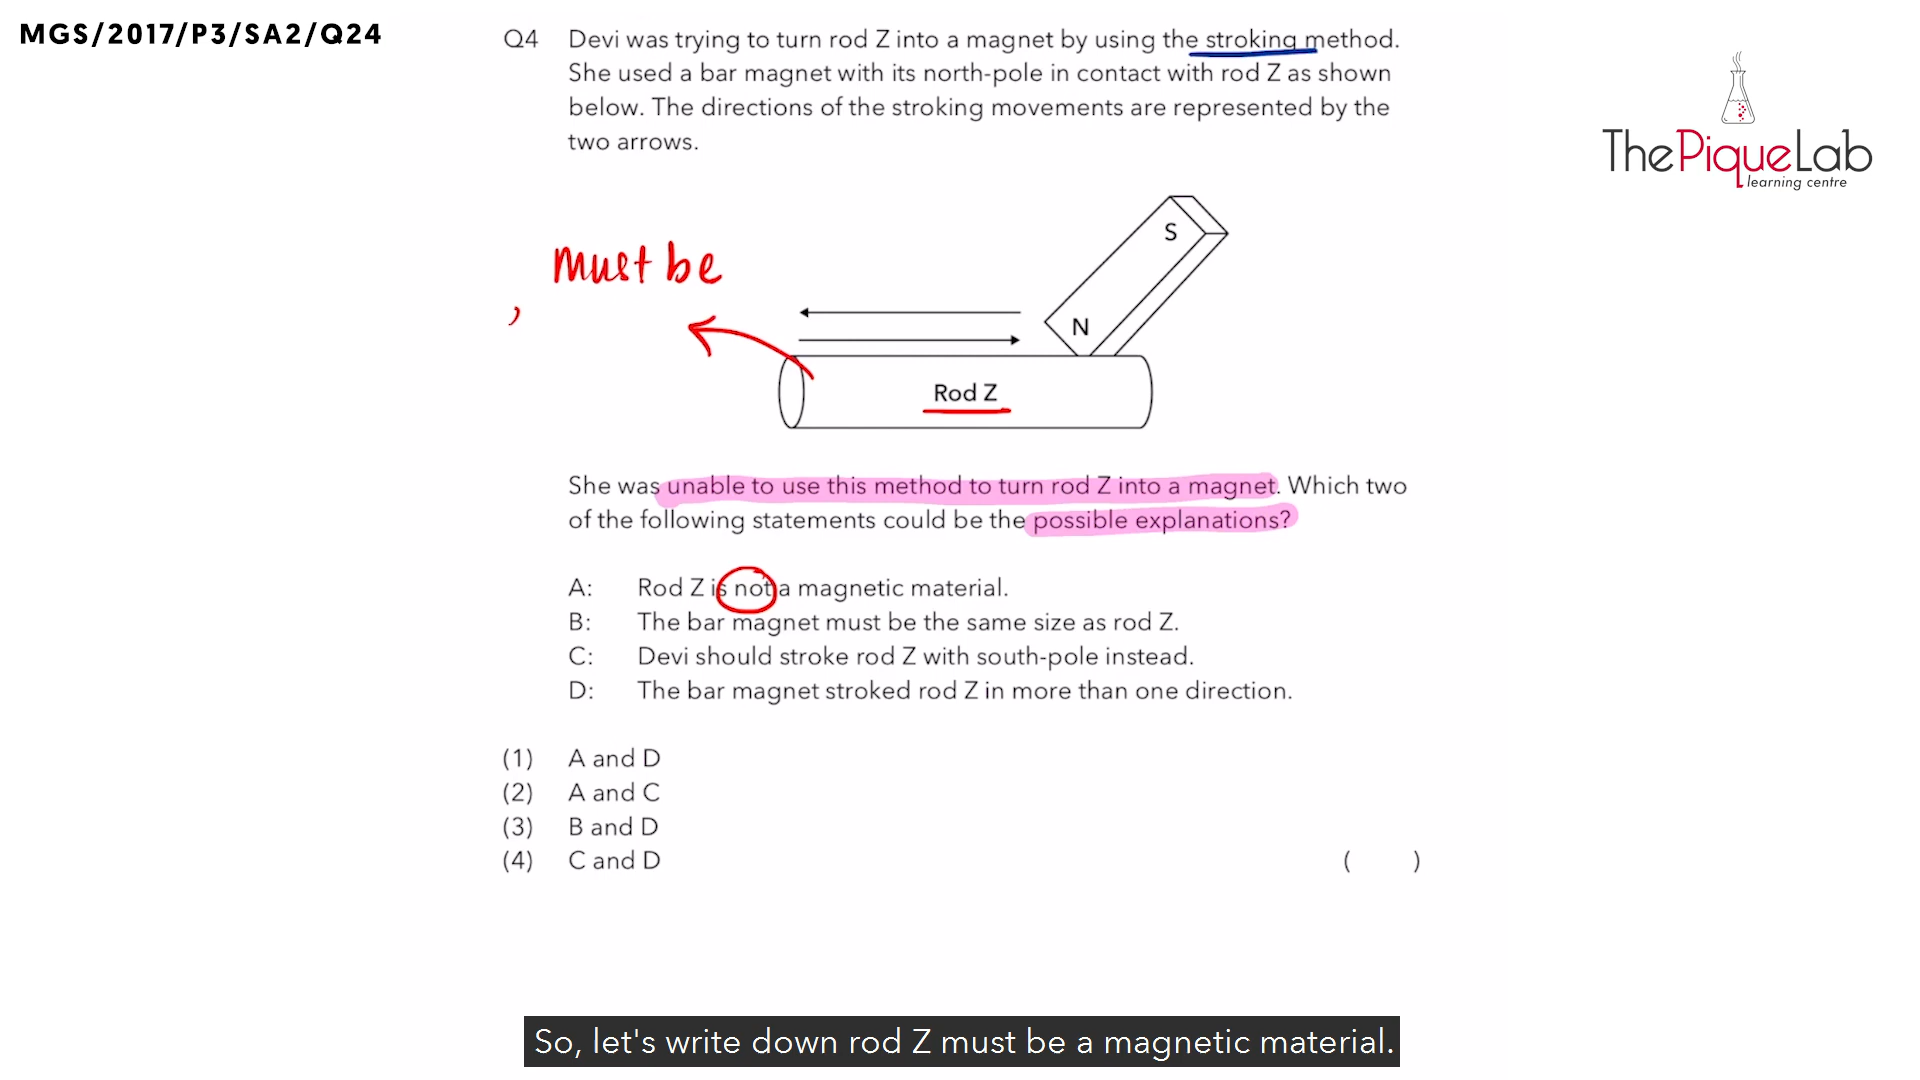 MGS/2017/P3/SA2/Q24
Q4 Devi was trying to turn rod Z into a magnet by using the stroking method.
She used a bar magnet with its north-pole in contact with rod Z as shown
below. The directions of the stroking movements are represented by the
two arrows.
ThePiqueLab
learning centre
S
must be
,
N
Rod Z
She was unable to use this method to turn rod Z into a magnet. Which two
of the following statements could be the possible explanations?
A: Rod Z is not a magnetic material.
B: The bar magnet must be the same size as rod Z.
C: Devi should stroke rod Z with south-pole instead.
D: The bar magnet stroked rod Z in more than one direction.
(1) A and D
(2) A and C
(3) B and D
(4) C and D ( )
So, let's write down rod Z must be a magnetic material.